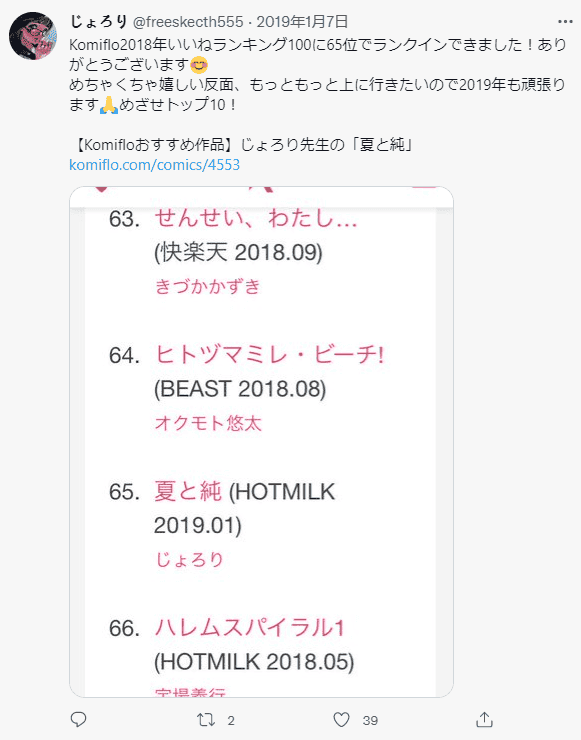 じょろり @freeskecth555 · 2019年1月7日
Komiflo2018年いいねランキング100に65位でランクインできました！あり
がとうございます😊
めちゃくちゃ嬉しい反面、もっともっと上に行きたいので2019年も頑張り
ます🙏めざせトップ10！
【Komifloおすすめ作品】じょろり先生の「夏と純」
komiflo.com/comics/4553
63. せんせい、わたし…
(快楽天 2018.09)
きづかかずき
64. ヒトヅマミレ・ビーチ!
(BEAST 2018.08)
オクモト悠太
65. 夏と純 (HOTMILK
2019.01)
じょろり
66. ハレムスパイラル1
(HOTMILK 2018.05)
宝場義行
2
39